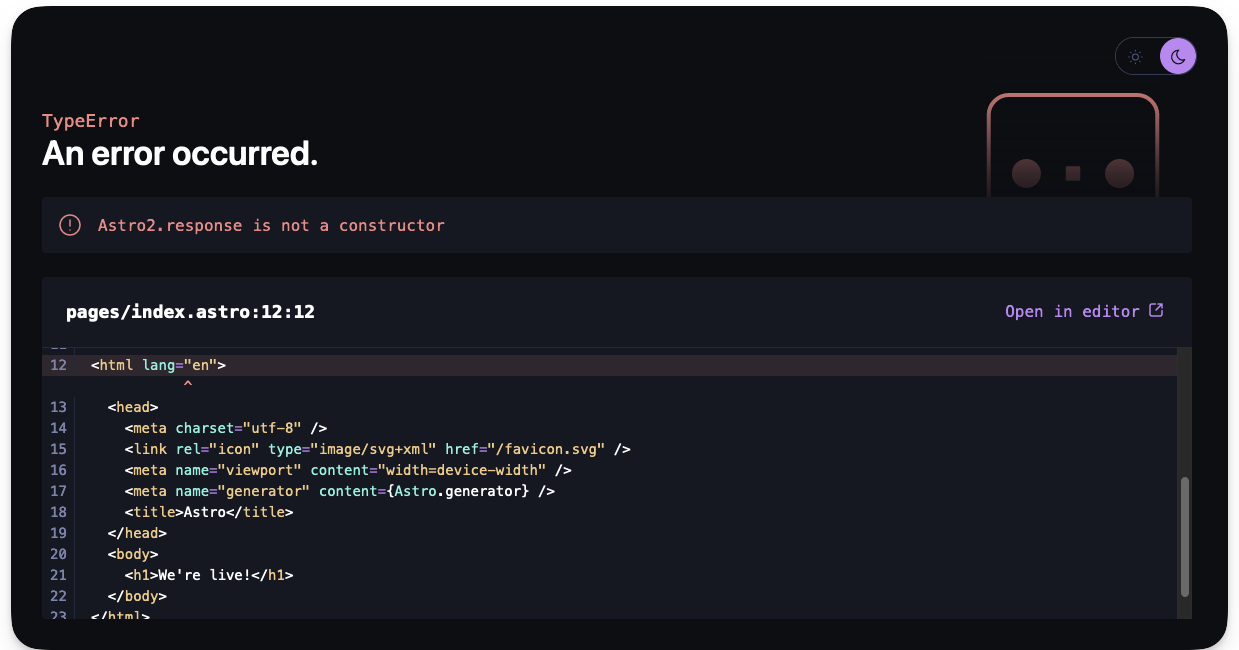 TypeError
An error occurred.
Astro2.response is not a constructor
pages/index.astro:12:12
Open in editor
12 <html lang="en">
^
13 <head>
14 <meta charset="utf-8" />
15 <link rel="icon" type="image/svg+xml" href="/favicon.svg" />
16 <meta name="viewport" content="width=device-width" />
17 <meta name="generator" content={Astro.generator} />
18 <title>Astro</title>
19 </head>
20 <body>
21 <h1>We're live!</h1>
22 </body>
23 </html>